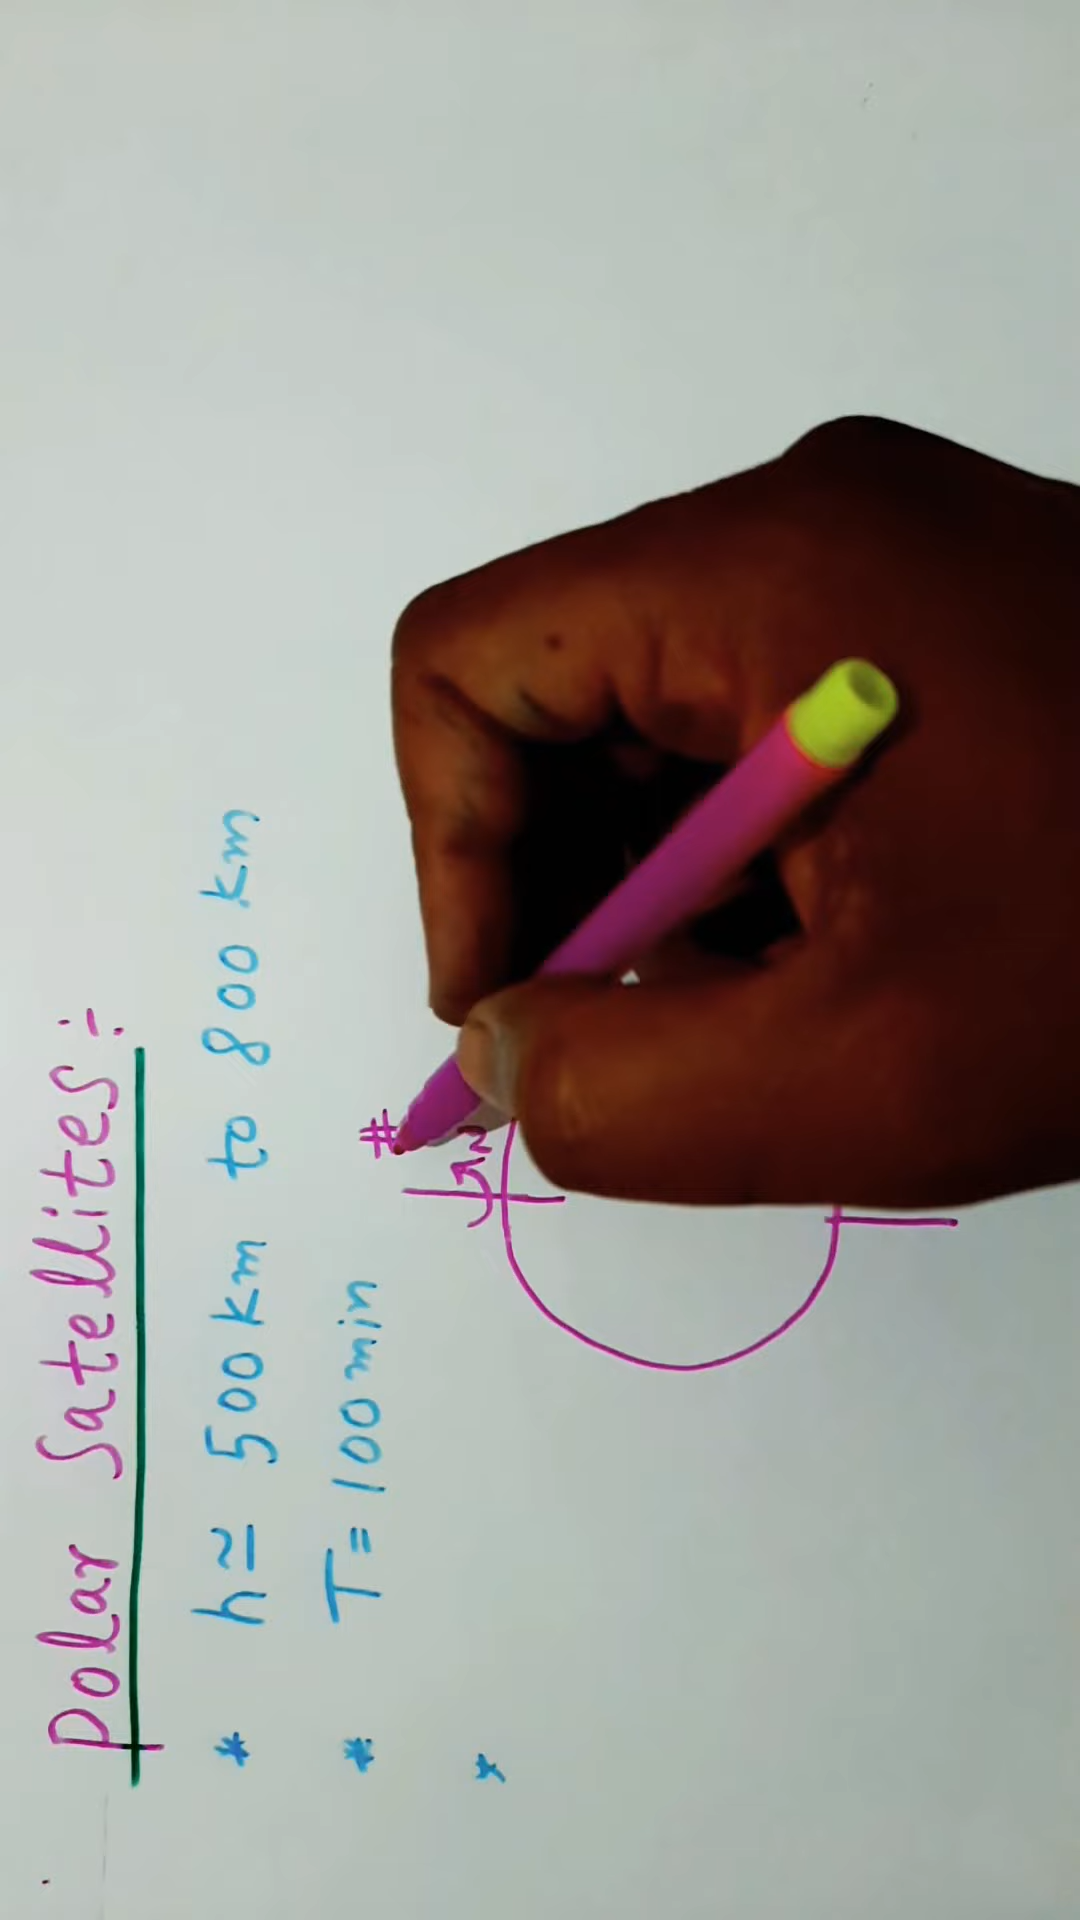 Polar Satellites :-
* h ≃ 500 km to 800 km
* T = 100 min
*
N
#